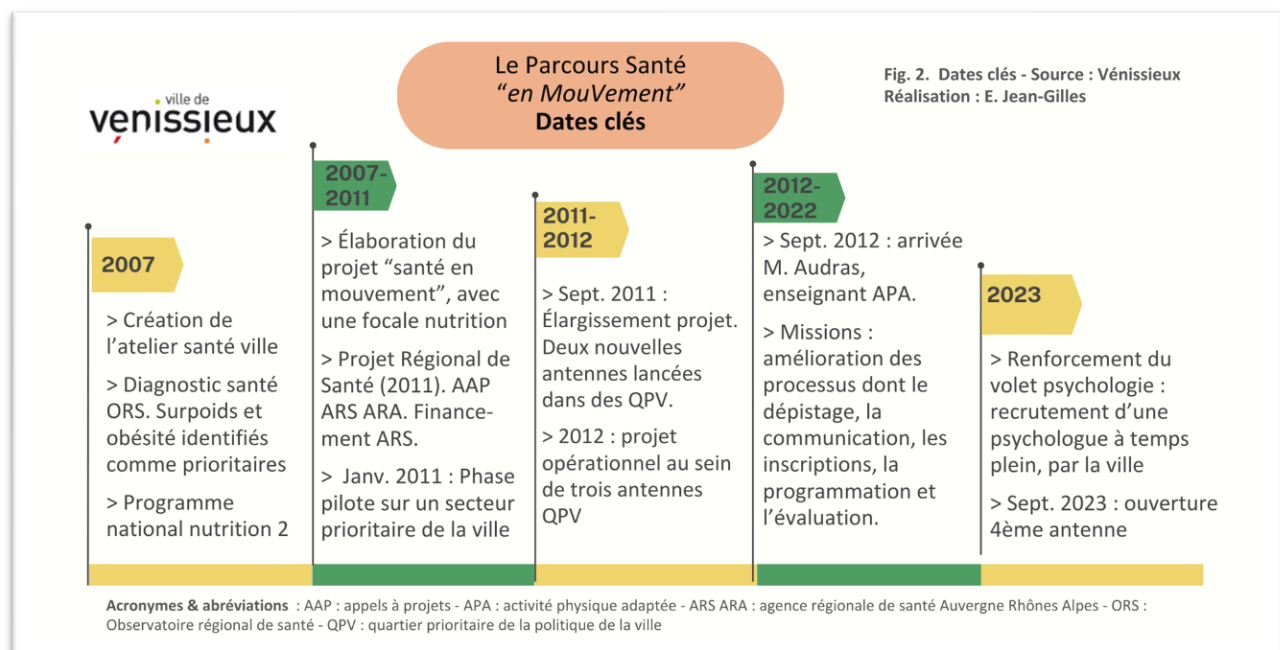 ville de
vénissieux
Le Parcours Santé
“en MouVement”
Dates clés
Fig. 2. Dates clés - Source : Vénissieux
Réalisation : E. Jean-Gilles
2007
> Création de
l’atelier santé ville
> Diagnostic santé
ORS. Surpoids et
obésité identifiés
comme prioritaires
> Programme
national nutrition 2
2007-
2011
> Élaboration du
projet “santé en
mouvement”, avec
une focale nutrition
> Projet Régional de
Santé (2011). AAP
ARS ARA. Finance-
ment ARS.
> Janv. 2011 : Phase
pilote sur un secteur
prioritaire de la ville
2011-
2012
> Sept. 2011 :
Élargissement projet.
Deux nouvelles
antennes lancées
dans des QPV.
> 2012 : projet
opérationnel au sein
de trois antennes
QPV
2012-
2022
> Sept. 2012 : arrivée
M. Audras,
enseignant APA.
> Missions :
amélioration des
processus dont le
dépistage, la
communication, les
inscriptions, la
programmation et
l’évaluation.
2023
> Renforcement du
volet psychologie :
recrutement d’une
psychologue à temps
plein, par la ville
> Sept. 2023 : ouverture
4ème antenne
Acronymes & abréviations : AAP : appels à projets - APA : activité physique adaptée - ARS ARA : agence régionale de santé Auvergne Rhônes Alpes - ORS :
Observatoire régional de santé - QPV : quartier prioritaire de la politique de la ville